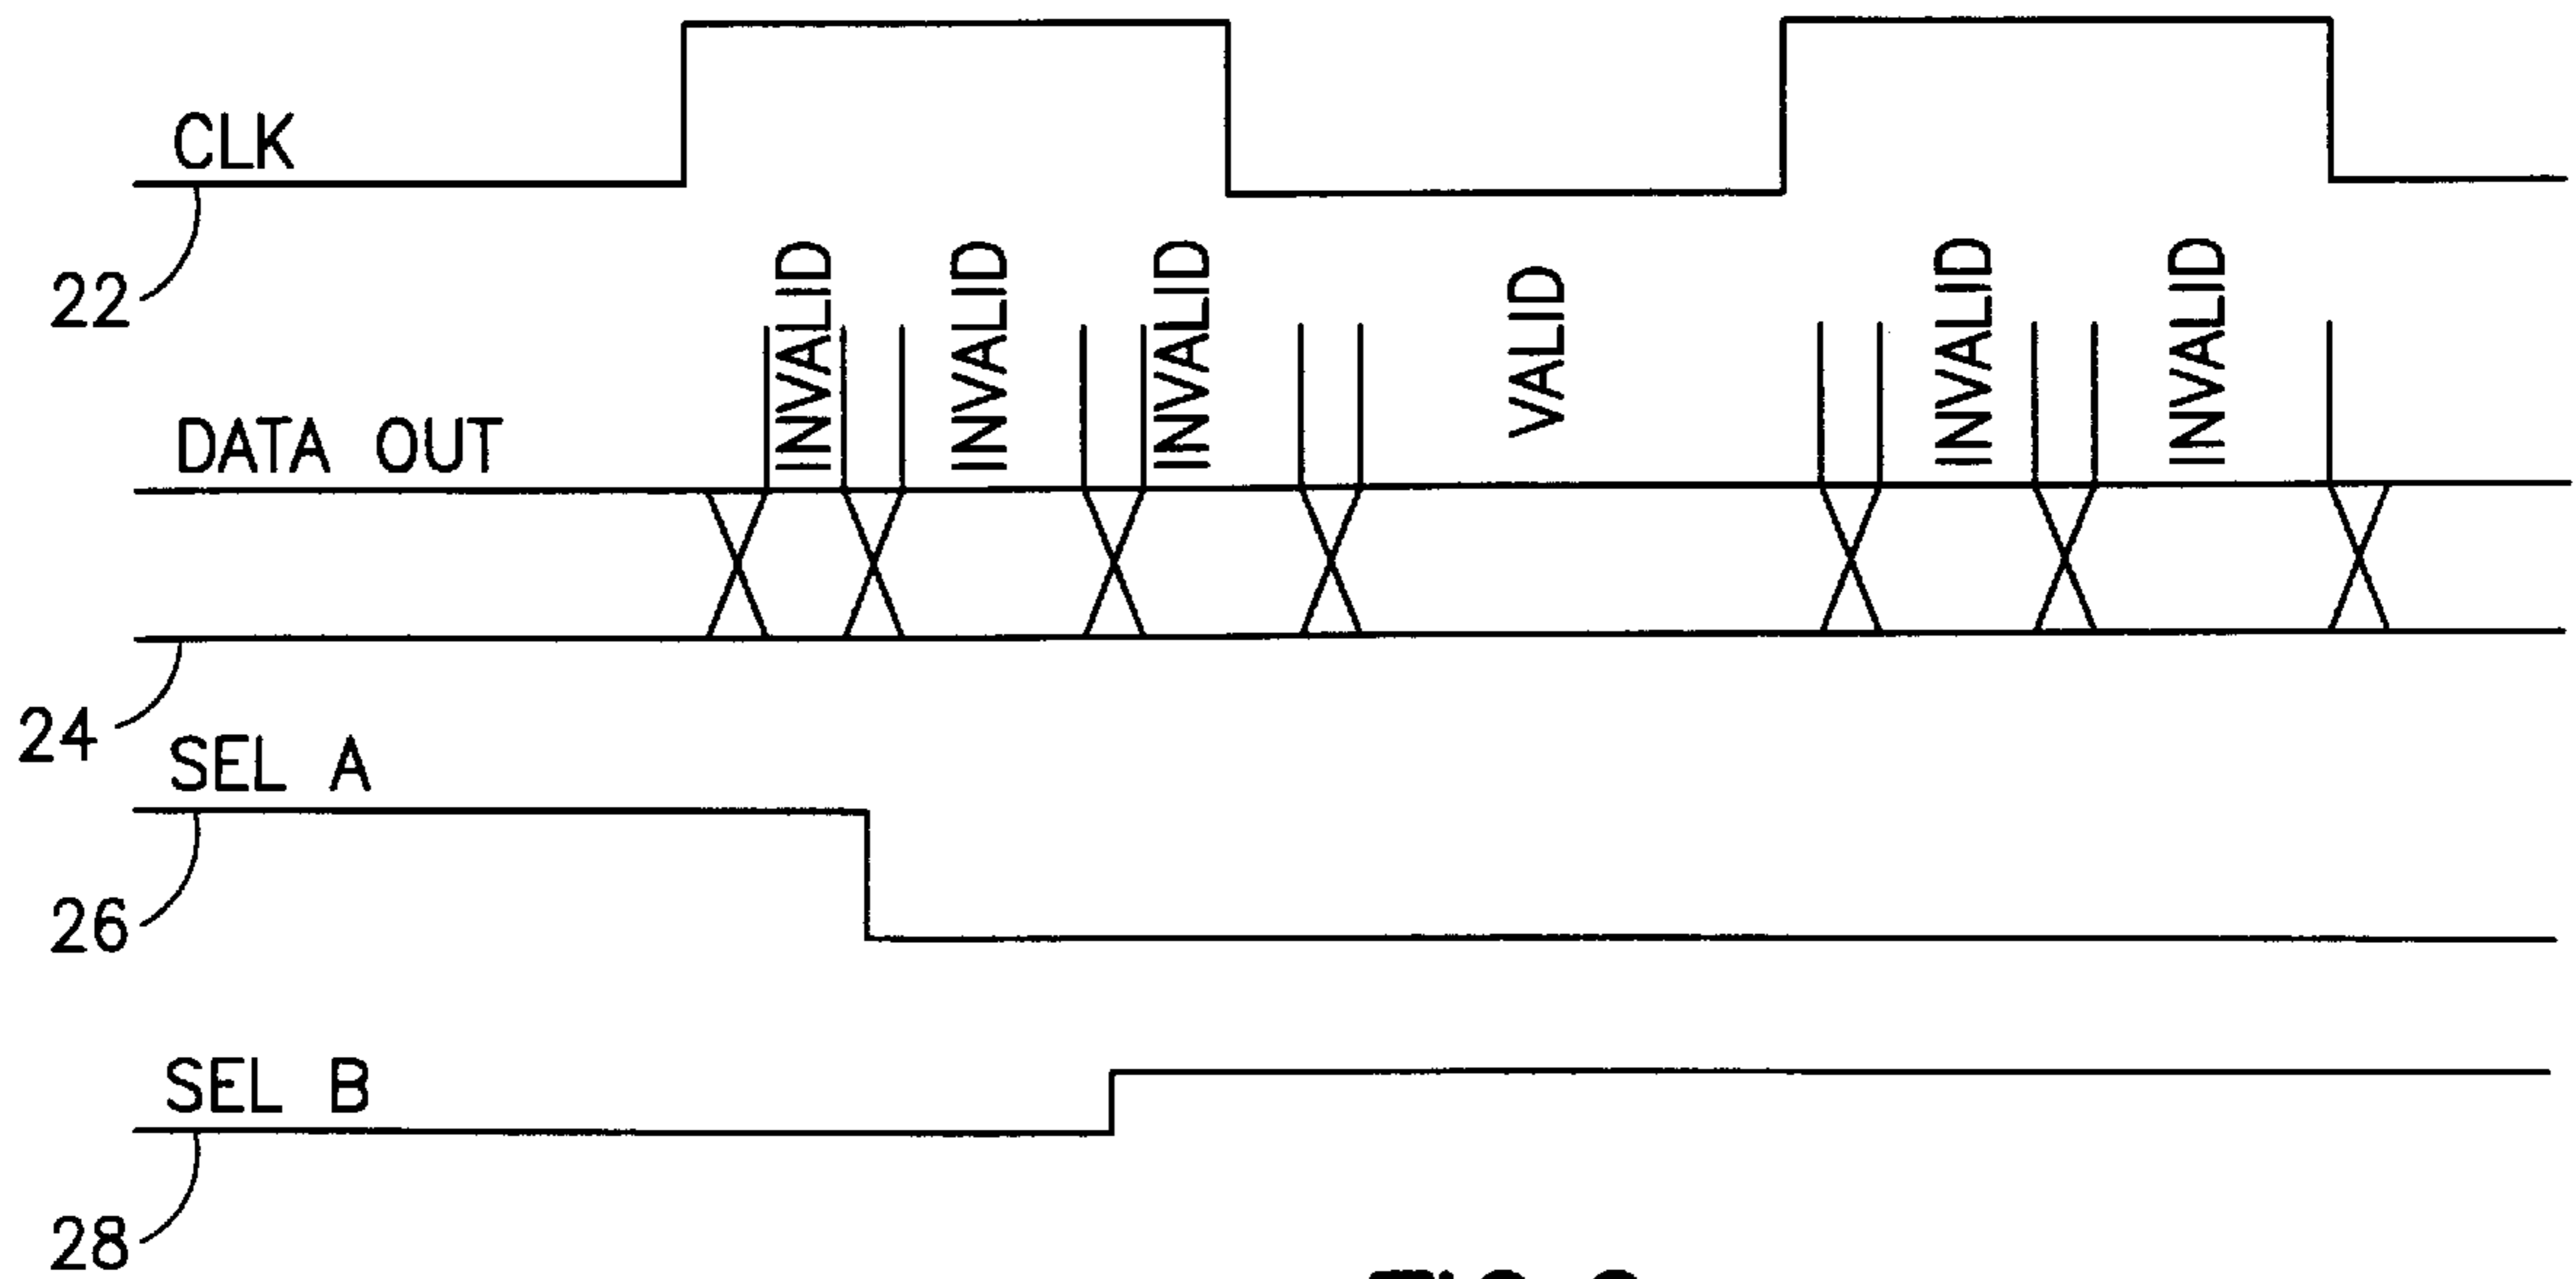 CLK
22
INVALID INVALID INVALID VALID INVALID INVALID
DATA OUT
24
SEL A
26
SEL B
28